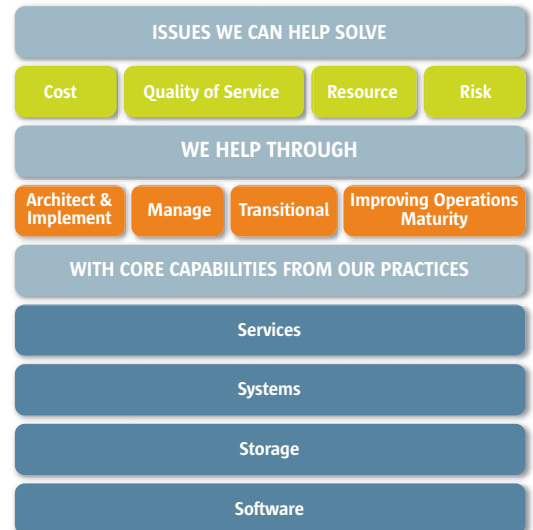 ISSUES WE CAN HELP SOLVE
Cost
Quality of Service
Resource
Risk
WE HELP THROUGH
Architect &
Implement
Manage
Transitional
Improving Operations
Maturity
WITH CORE CAPABILITIES FROM OUR PRACTICES
Services
Systems
Storage
Software